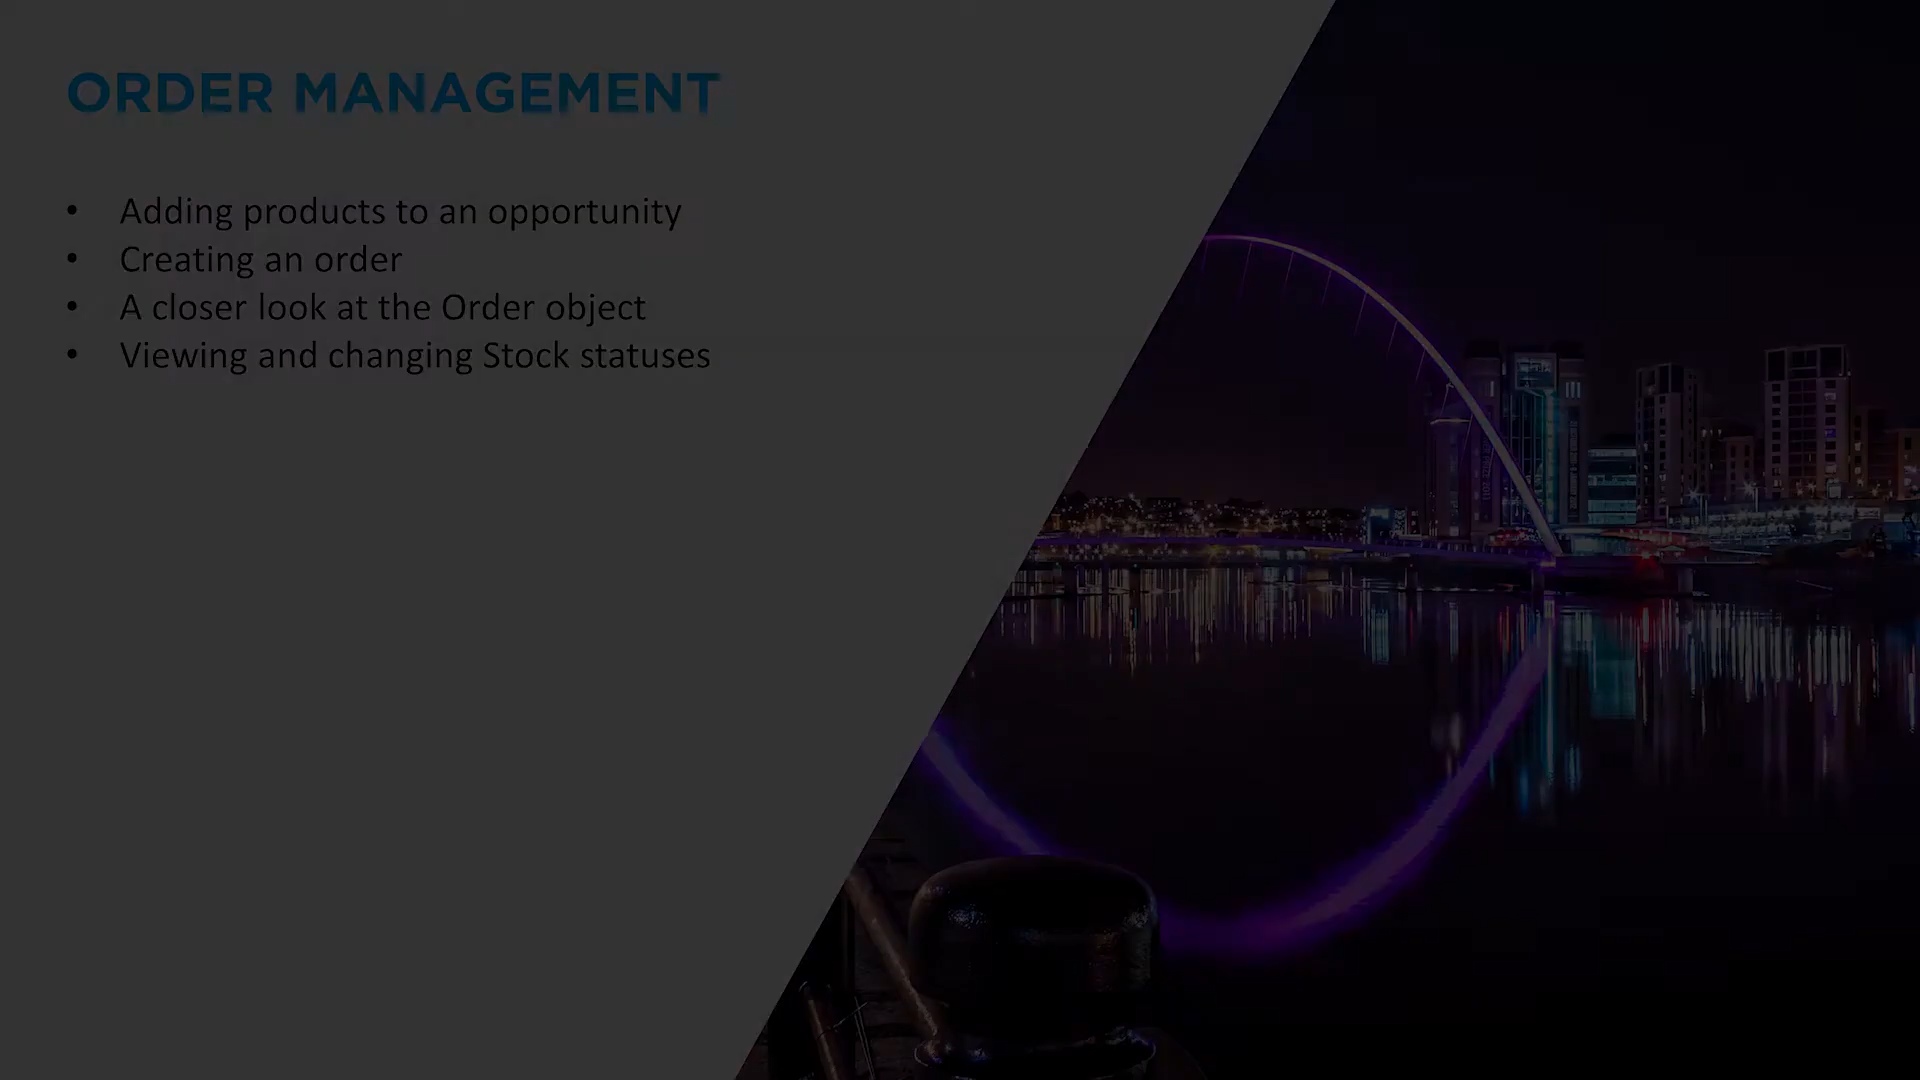 ORDER MANAGEMENT
• Adding products to an opportunity
• Creating an order
• A closer look at the Order object
• Viewing and changing Stock statuses